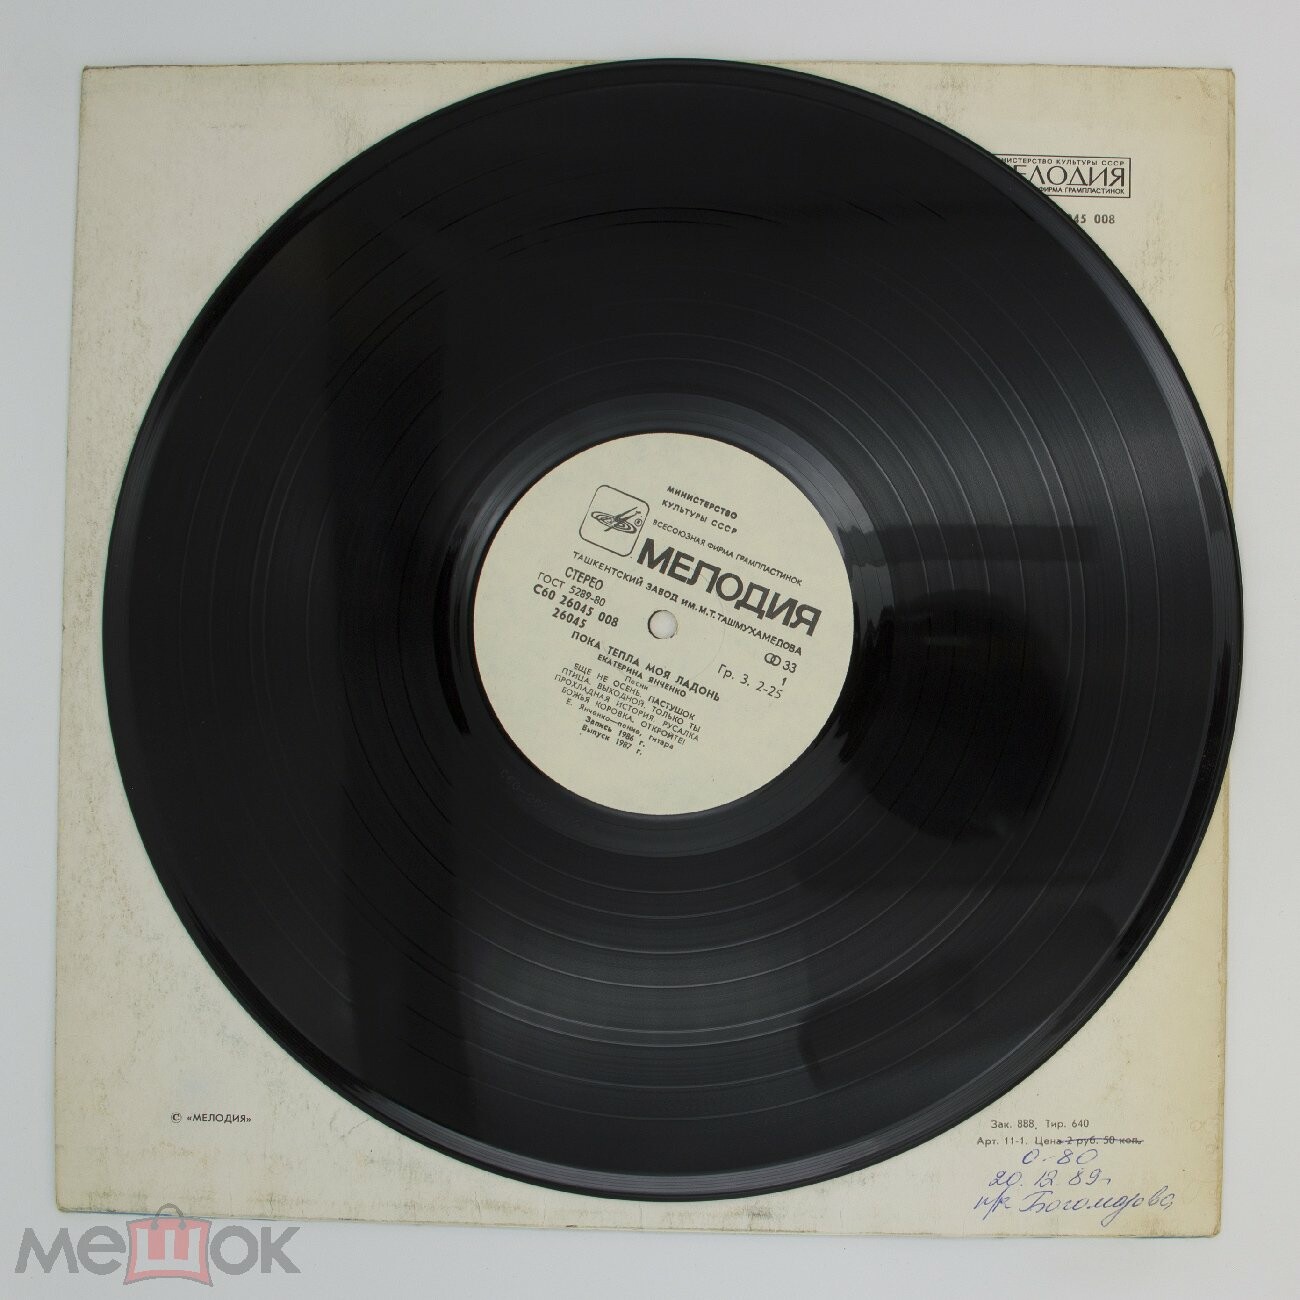 МИНИСТЕРСТВО КУЛЬТУРЫ СССР
МЕЛОДИЯ
ФИРМА ГРАМПЛАСТИНОК
045 008
МИНИСТЕРСТВО
КУЛЬТУРЫ СССР
ВСЕСОЮЗНАЯ ФИРМА ГРАМПЛАСТИНОК
МЕЛОДИЯ
ТАШКЕНТСКИЙ ЗАВОД ИМ. М.Т. ТАШМУХАМЕДОВА
СТЕРЕО
ГОСТ 5289-80
С60 26045 008
26045
33
1
Гр. 3. 2-25
ПОКА ТЕПЛА МОЯ ЛАДОНЬ
ЕКАТЕРИНА ЯНЧЕНКО
Песни
ЕЩЕ НЕ ОСЕНЬ. ПАСТУШОК
ПТИЦА. ВЫХОДНОЙ. ТОЛЬКО ТЫ
ПРОХЛАДНАЯ ИСТОРИЯ. РУСАЛКА
БОЖЬЯ КОРОВКА. ОТКРОЙТЕ!
Е. Янченко—пение, гитара
Запись 1986 г.
Выпуск 1987 г.
© «МЕЛОДИЯ»
Зак. 888, Тир. 640
Арт. 11-1. Цена 2 руб. 50 коп.
0-80
20.12.89г
мешок